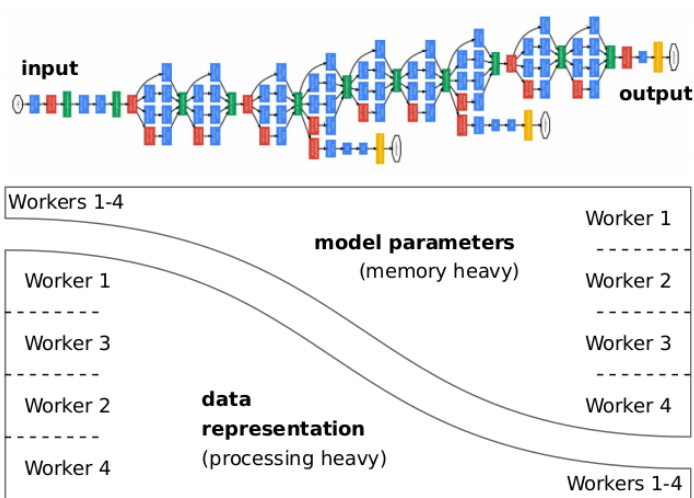 input
output
Workers 1-4
model parameters
(memory heavy)
Worker 1
Worker 2
Worker 3
Worker 4
Worker 1
Worker 3
Worker 2
Worker 4
data
representation
(processing heavy)
Workers 1-4